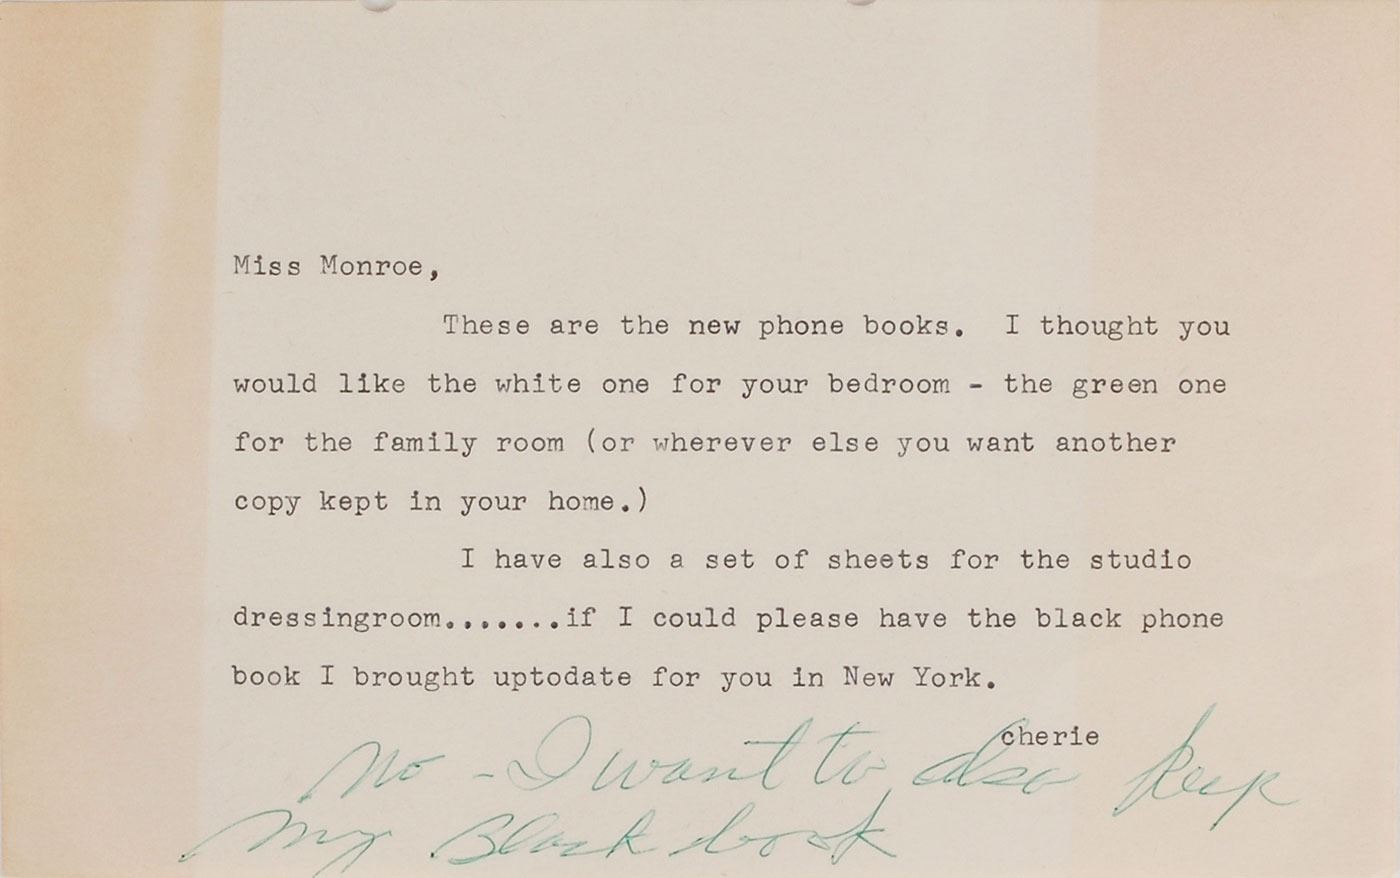 Miss Monroe,
These are the new phone books. I thought you
would like the white one for your bedroom - the green one
for the family room (or wherever else you want another
copy kept in your home.)
I have also a set of sheets for the studio
dressingroom.......if I could please have the black phone
book I brought uptodate for you in New York.
cherie
No - I want to also keep
my Black book